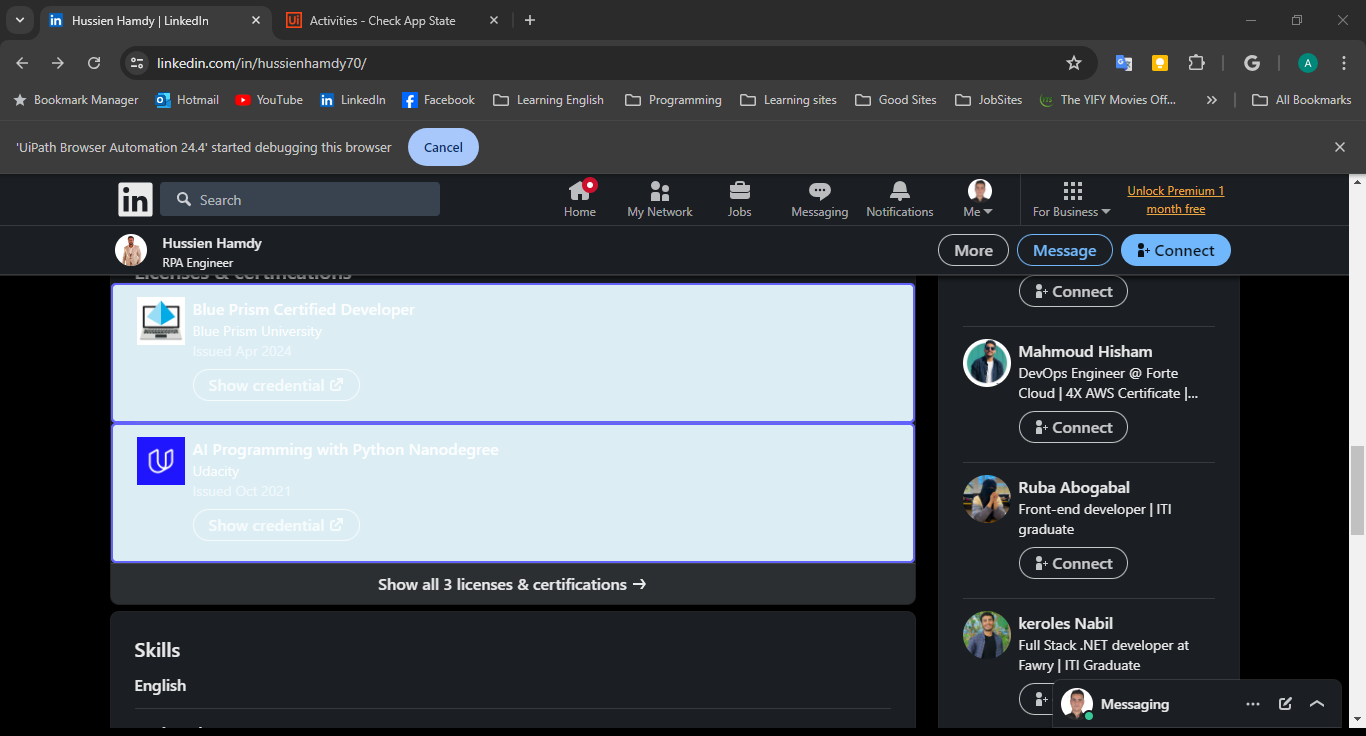 Hussien Hamdy | LinkedIn
Activities - Check App State
linkedin.com/in/hussienhamdy70/
A
Bookmark Manager
Hotmail
YouTube
LinkedIn
Facebook
Learning English
Programming
Learning sites
Good Sites
JobSites
The YIFY Movies Off...
All Bookmarks
'UiPath Browser Automation 24.4' started debugging this browser
Cancel
in
Search
Home
My Network
Jobs
Messaging
Notifications
Me
For Business
Unlock Premium 1
month free
Hussien Hamdy
RPA Engineer
More
Message
Connect
Licenses & certifications
Blue Prism Certified Developer
Blue Prism University
Issued Apr 2024
Show credential
AI Programming with Python Nanodegree
Udacity
Issued Oct 2021
Show credential
Show all 3 licenses & certifications →
Skills
English
Connect
Mahmoud Hisham
DevOps Engineer @ Forte
Cloud | 4X AWS Certificate |...
Connect
Ruba Abogabal
Front-end developer | ITI
graduate
Connect
keroles Nabil
Full Stack .NET developer at
Fawry | ITI Graduate
Messaging